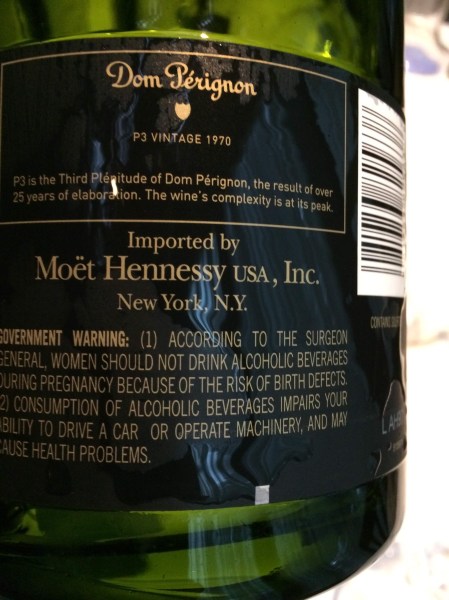 Dom Pérignon
P3 VINTAGE 1970
P3 is the Third Plénitude of Dom Pérignon, the result of over
25 years of elaboration. The wine's complexity is at its peak.
Imported by
Moët Hennessy USA, Inc.
New York, N.Y.
GOVERNMENT WARNING: (1) ACCORDING TO THE SURGEON
GENERAL, WOMEN SHOULD NOT DRINK ALCOHOLIC BEVERAGES
DURING PREGNANCY BECAUSE OF THE RISK OF BIRTH DEFECTS.
(2) CONSUMPTION OF ALCOHOLIC BEVERAGES IMPAIRS YOUR
ABILITY TO DRIVE A CAR OR OPERATE MACHINERY, AND MAY
CAUSE HEALTH PROBLEMS.
CONTAINS